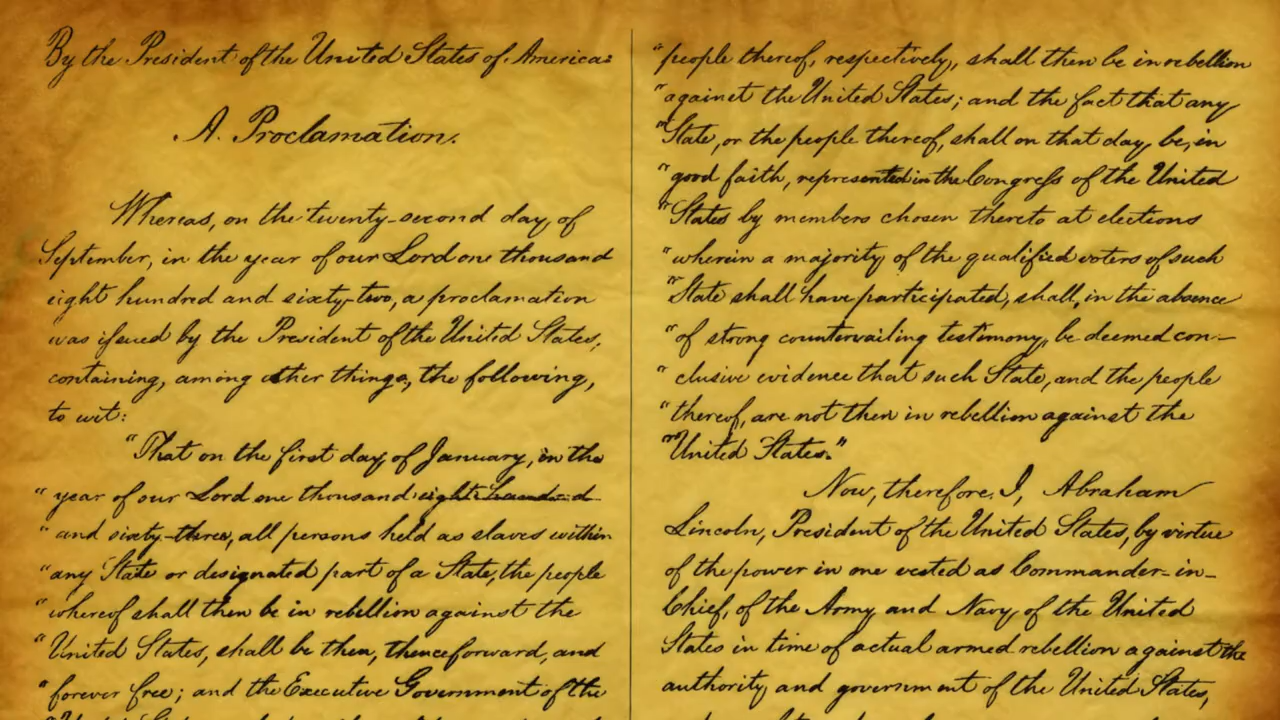 By the President of the United States of America:
A Proclamation.
Whereas, on the twenty-second day of
September, in the year of our Lord one thousand
eight hundred and sixty-two, a proclamation
was issued by the President of the United States,
containing, among other things, the following,
to wit:
"That on the first day of January, in the
"year of our Lord one thousand eight hundred
"and sixty-three, all persons held as slaves within
"any State or designated part of a State, the people
"whereof shall then be in rebellion against the
"United States, shall be then, thenceforward, and
"forever free; and the Executive Government of the
"people thereof, respectively, shall then be in rebellion
"against the United States; and the fact that any
"State, or the people thereof, shall on that day be, in
"good faith, represented in the Congress of the United
"States by members chosen thereto at elections
"wherein a majority of the qualified voters of such
"State shall have participated, shall, in the absence
"of strong countervailing testimony, be deemed con-
"clusive evidence that such State, and the people
"thereof, are not then in rebellion against the
"United States."
Now, therefore, I, Abraham
Lincoln, President of the United States, by virtue
of the power in me vested as Commander-in-
Chief, of the Army and Navy, of the United
States in time of actual armed rebellion against the
authority and government of the United States,